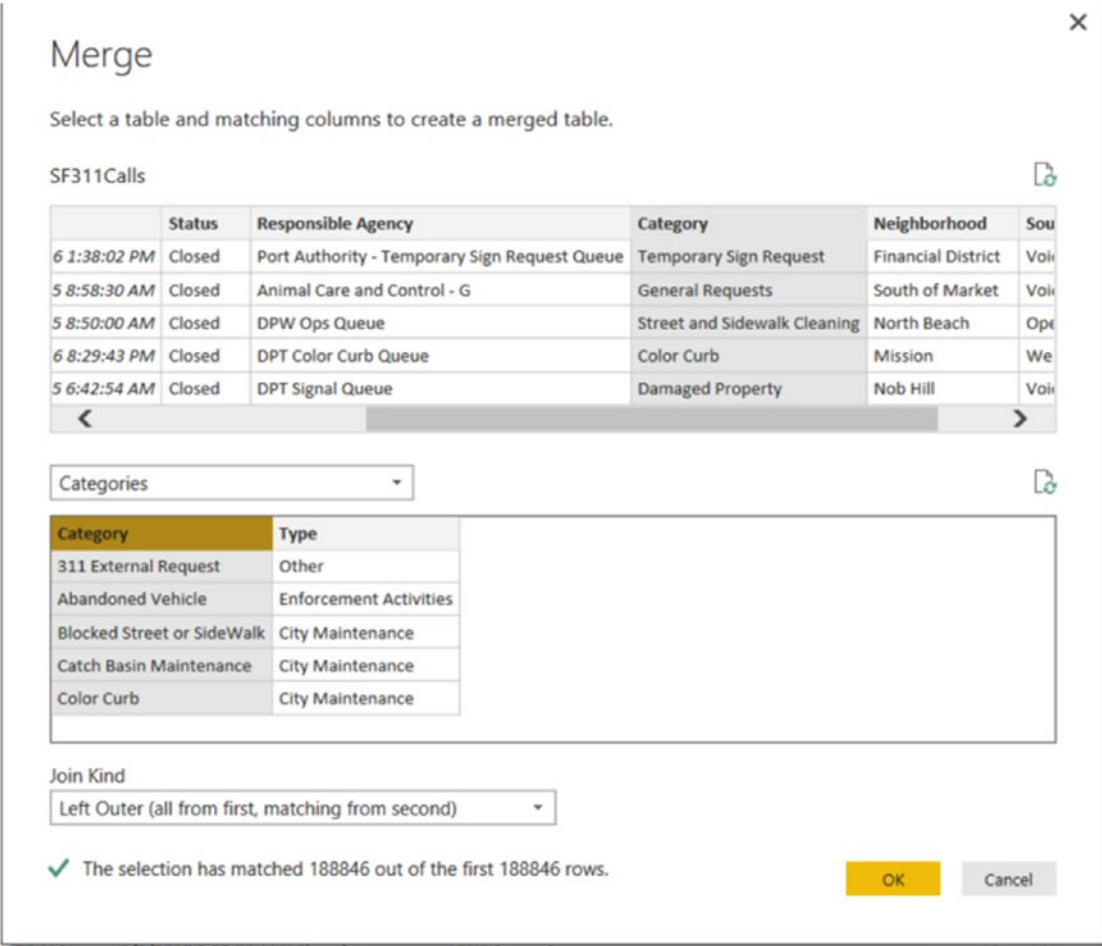 Merge
Select a table and matching columns to create a merged table.
SF311Calls
Status Responsible Agency Category Neighborhood Sou
6 1:38:02 PM Closed Port Authority - Temporary Sign Request Queue Temporary Sign Request Financial District Voi
5 8:58:30 AM Closed Animal Care and Control - G General Requests South of Market Voi
5 8:50:00 AM Closed DPW Ops Queue Street and Sidewalk Cleaning North Beach Ope
6 8:29:43 PM Closed DPT Color Curb Queue Color Curb Mission We
5 6:42:54 AM Closed DPT Signal Queue Damaged Property Nob Hill Voi
Categories
Category Type
311 External Request Other
Abandoned Vehicle Enforcement Activities
Blocked Street or SideWalk City Maintenance
Catch Basin Maintenance City Maintenance
Color Curb City Maintenance
Join Kind
Left Outer (all from first, matching from second)
The selection has matched 188846 out of the first 188846 rows.
OK Cancel